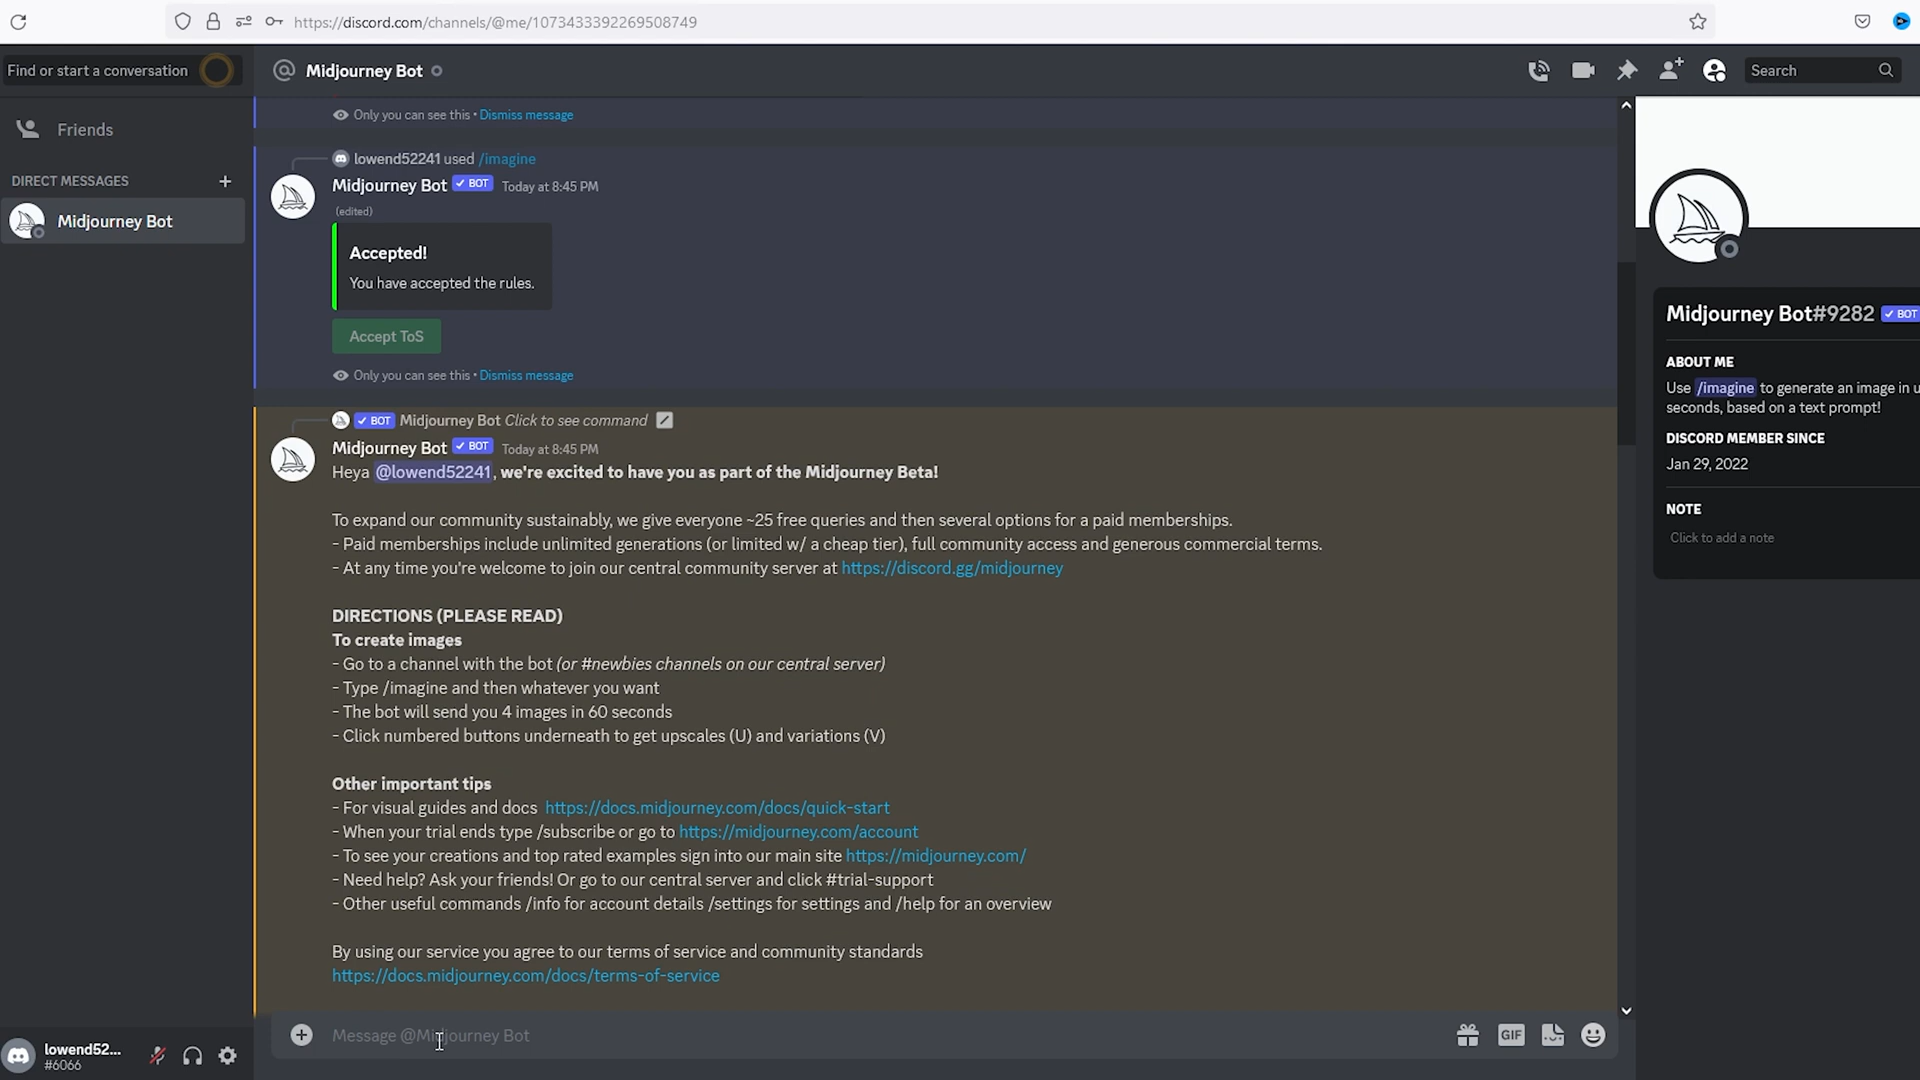 https://discord.com/channels/@me/1073433392269508749
Find or start a conversation
Midjourney Bot
Search
Friends
DIRECT MESSAGES
Midjourney Bot
Only you can see this • Dismiss message
lowend52241 used /imagine
Midjourney Bot BOT Today at 8:45 PM
(edited)
Accepted!
You have accepted the rules.
Accept ToS
Only you can see this • Dismiss message
BOT Midjourney Bot Click to see command
Midjourney Bot BOT Today at 8:45 PM
Heya @lowend52241, we're excited to have you as part of the Midjourney Beta!
To expand our community sustainably, we give everyone ~25 free queries and then several options for a paid memberships.
- Paid memberships include unlimited generations (or limited w/ a cheap tier), full community access and generous commercial terms.
- At any time you're welcome to join our central community server at https://discord.gg/midjourney
DIRECTIONS (PLEASE READ)
To create images
- Go to a channel with the bot (or #newbies channels on our central server)
- Type /imagine and then whatever you want
- The bot will send you 4 images in 60 seconds
- Click numbered buttons underneath to get upscales (U) and variations (V)
Other important tips
- For visual guides and docs https://docs.midjourney.com/docs/quick-start
- When your trial ends type /subscribe or go to https://midjourney.com/account
- To see your creations and top rated examples sign into our main site https://midjourney.com/
- Need help? Ask your friends! Or go to our central server and click #trial-support
- Other useful commands /info for account details /settings for settings and /help for an overview
By using our service you agree to our terms of service and community standards
https://docs.midjourney.com/docs/terms-of-service
Message @Midjourney Bot
GIF
lowend52...
#6066
Midjourney Bot#9282 BOT
ABOUT ME
Use /imagine to generate an image in u
seconds, based on a text prompt!
DISCORD MEMBER SINCE
Jan 29, 2022
NOTE
Click to add a note